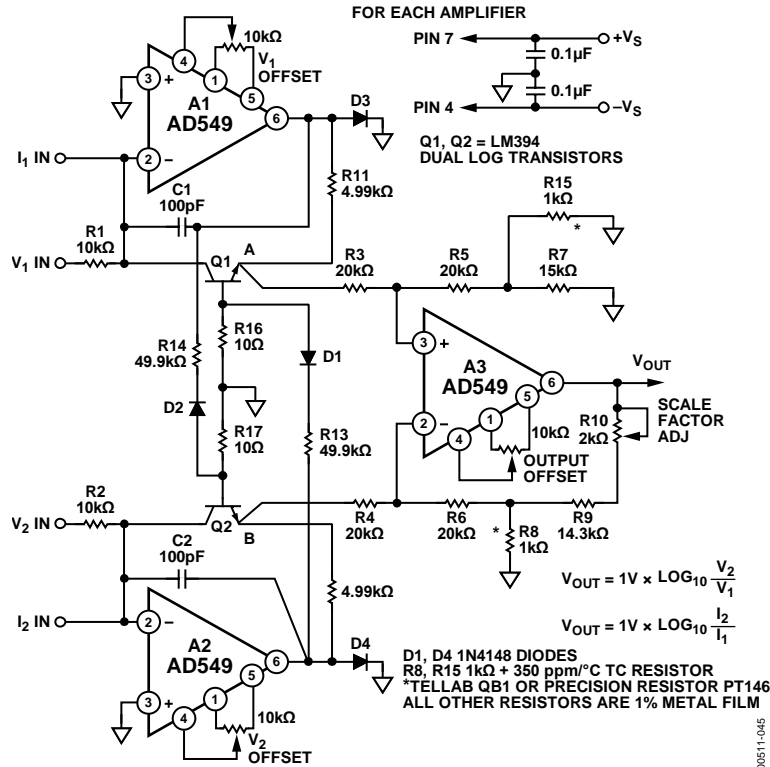 FOR EACH AMPLIFIER
PIN 7
+VS
0.1µF
0.1µF
PIN 4
–VS
10kΩ
V1
OFFSET
4
1
5
3
+
A1
AD549
6
D3
I1 IN
2
–
Q1, Q2 = LM394
DUAL LOG TRANSISTORS
C1
100pF
R11
4.99kΩ
R15
1kΩ
*
R1
10kΩ
V1 IN
Q1
A
R3
20kΩ
R5
20kΩ
R7
15kΩ
R14
49.9kΩ
R16
10Ω
D1
3
+
A3
AD549
6
VOUT
D2
R17
10Ω
R13
49.9kΩ
2
–
1
5
4
10kΩ
OUTPUT
OFFSET
R10
2kΩ
SCALE
FACTOR
ADJ
R2
10kΩ
V2 IN
Q2
B
R4
20kΩ
R6
20kΩ
*
R8
1kΩ
R9
14.3kΩ
C2
100pF
4.99kΩ
VOUT = 1V × LOG10 V2
V1
VOUT = 1V × LOG10 I2
I1
I2 IN
2
–
A2
AD549
6
D4
5
1
3
+
4
10kΩ
V2
OFFSET
D1, D4 1N4148 DIODES
R8, R15 1kΩ + 350 ppm/°C TC RESISTOR
*TELLAB QB1 OR PRECISION RESISTOR PT146
ALL OTHER RESISTORS ARE 1% METAL FILM
00511-045